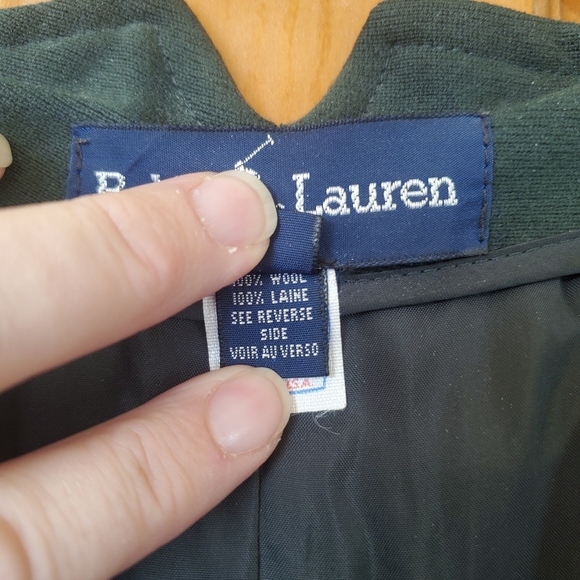 Lauren
100% WOOL
100% LAINE
SEE REVERSE
SIDE
VOIR AU VERSO
U.S.A.